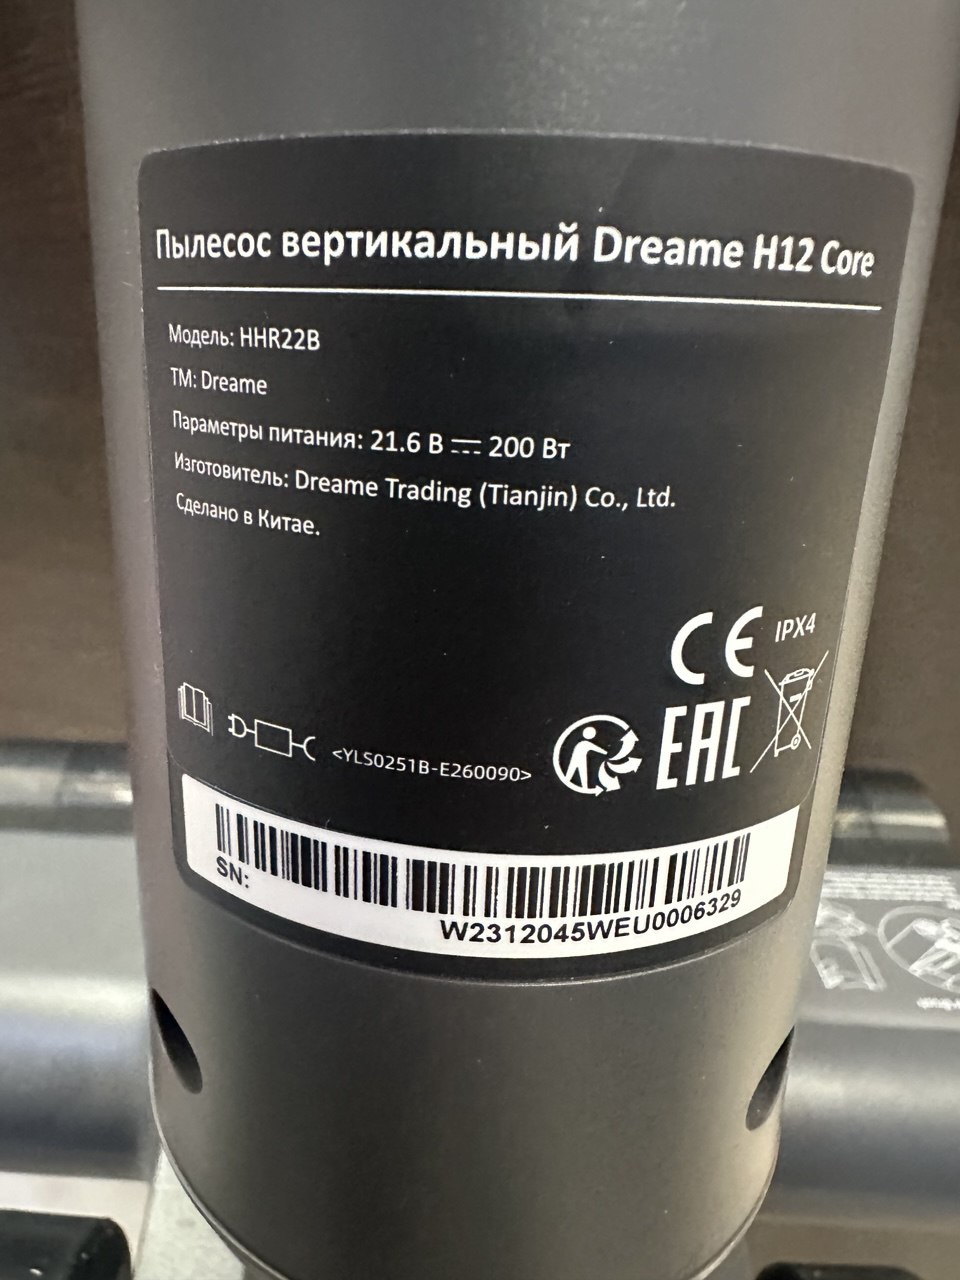 Пылесос вертикальный Dreame H12 Core
Модель: HHR22B
TM: Dreame
Параметры питания: 21.6 В ⎓ 200 Вт
Изготовитель: Dreame Trading (Tianjin) Co., Ltd.
Сделано в Китае.
CE IPX4
<YLS0251B-E260090>
EAC
SN:
W2312045WEU0006329